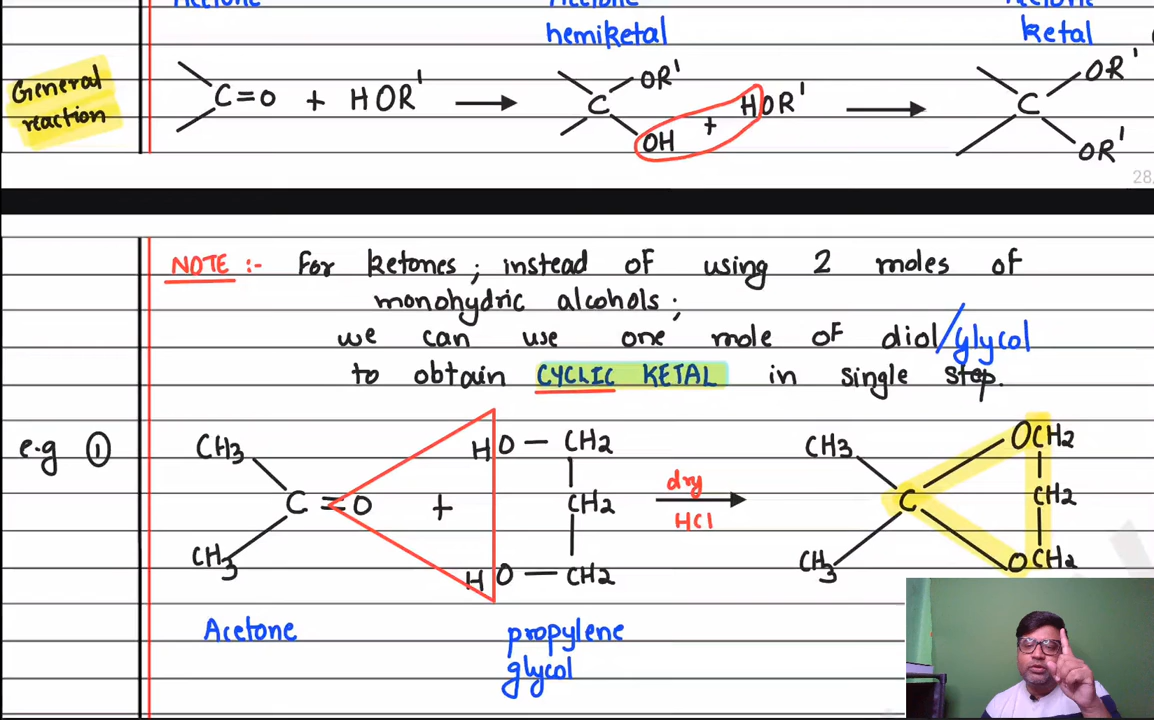 hemiketal
ketal
General reaction
C=O + HOR' → C OR' OH + HOR' → C OR' OR'
28
NOTE :- For ketones ; instead of using 2 moles of
monohydric alcohols ;
we can use one mole of diol/glycol
to obtain CYCLIC KETAL in single step.
e.g ①
CH3 HO — CH2 CH3 OCH2
C = O + CH2 dry HCl → C CH2
CH3 HO — CH2 CH3 OCH2
Acetone propylene
glycol